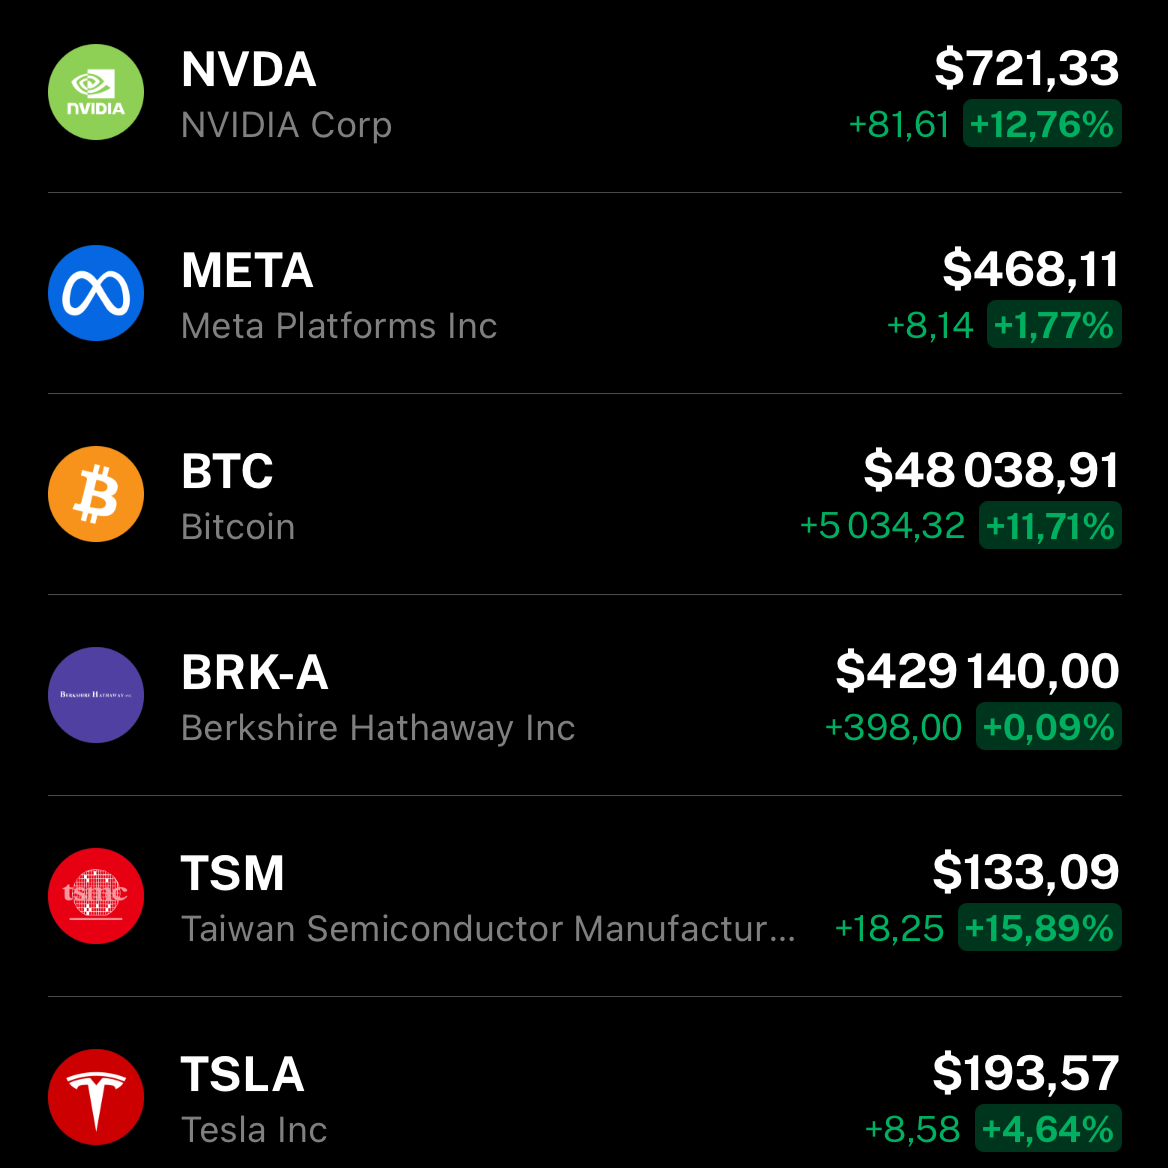 NVIDIA
NVDA
NVIDIA Corp
$721,33
+81,61 +12,76%
META
Meta Platforms Inc
$468,11
+8,14 +1,77%
BTC
Bitcoin
$48 038,91
+5 034,32 +11,71%
BERKSHIRE HATHAWAY INC.
BRK-A
Berkshire Hathaway Inc
$429 140,00
+398,00 +0,09%
tsmc
TSM
Taiwan Semiconductor Manufactur...
$133,09
+18,25 +15,89%
TSLA
Tesla Inc
$193,57
+8,58 +4,64%